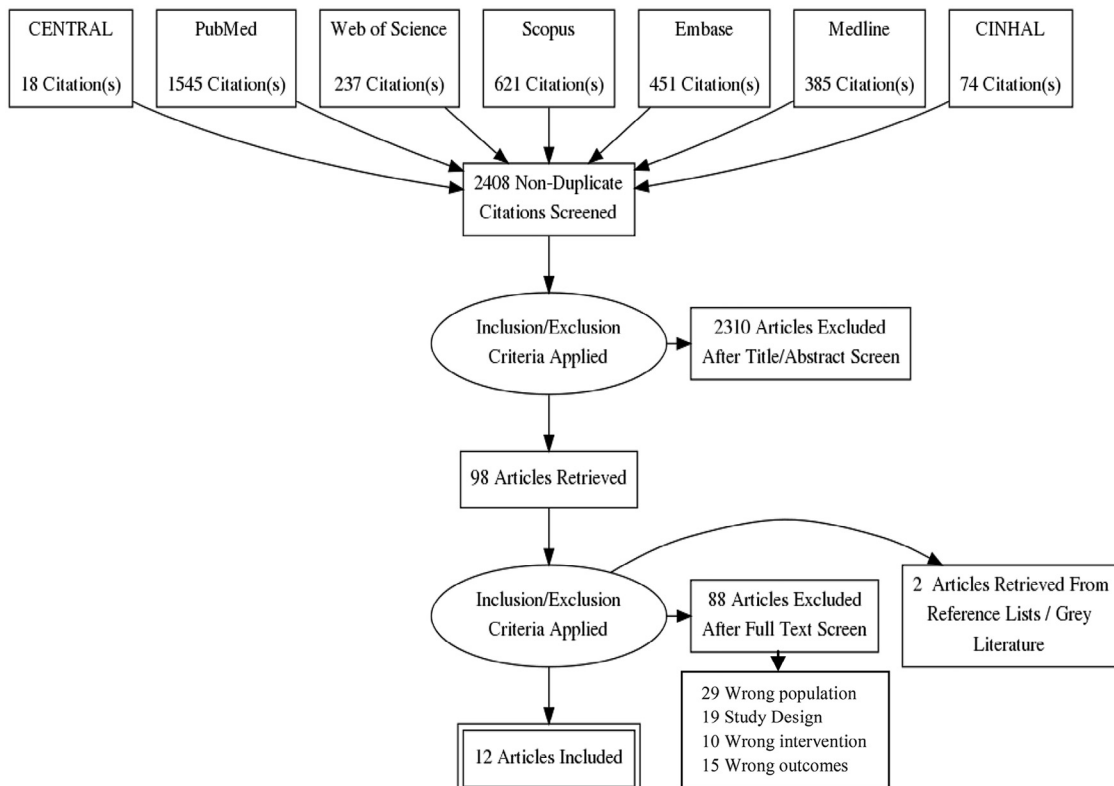 CENTRAL
18 Citation(s)
PubMed
1545 Citation(s)
Web of Science
237 Citation(s)
Scopus
621 Citation(s)
Embase
451 Citation(s)
Medline
385 Citation(s)
CINHAL
74 Citation(s)
2408 Non-Duplicate
Citations Screened
Inclusion/Exclusion
Criteria Applied
2310 Articles Excluded
After Title/Abstract Screen
98 Articles Retrieved
Inclusion/Exclusion
Criteria Applied
88 Articles Excluded
After Full Text Screen
2 Articles Retrieved From
Reference Lists / Grey
Literature
29 Wrong population
19 Study Design
10 Wrong intervention
15 Wrong outcomes
12 Articles Included